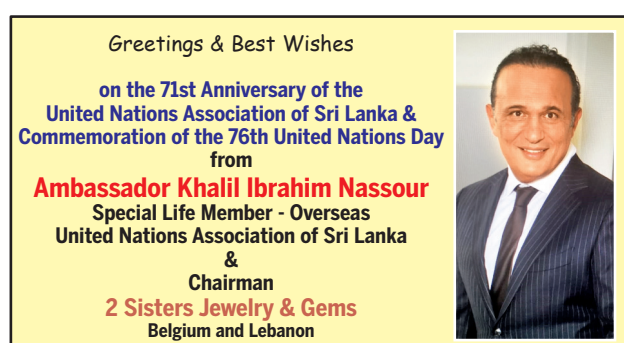 Greetings & Best Wishes
on the 71st Anniversary of the
United Nations Association of Sri Lanka &
Commemoration of the 76th United Nations Day
from
Ambassador Khalil Ibrahim Nassour
Special Life Member - Overseas
United Nations Association of Sri Lanka
&
Chairman
2 Sisters Jewelry & Gems
Belgium and Lebanon